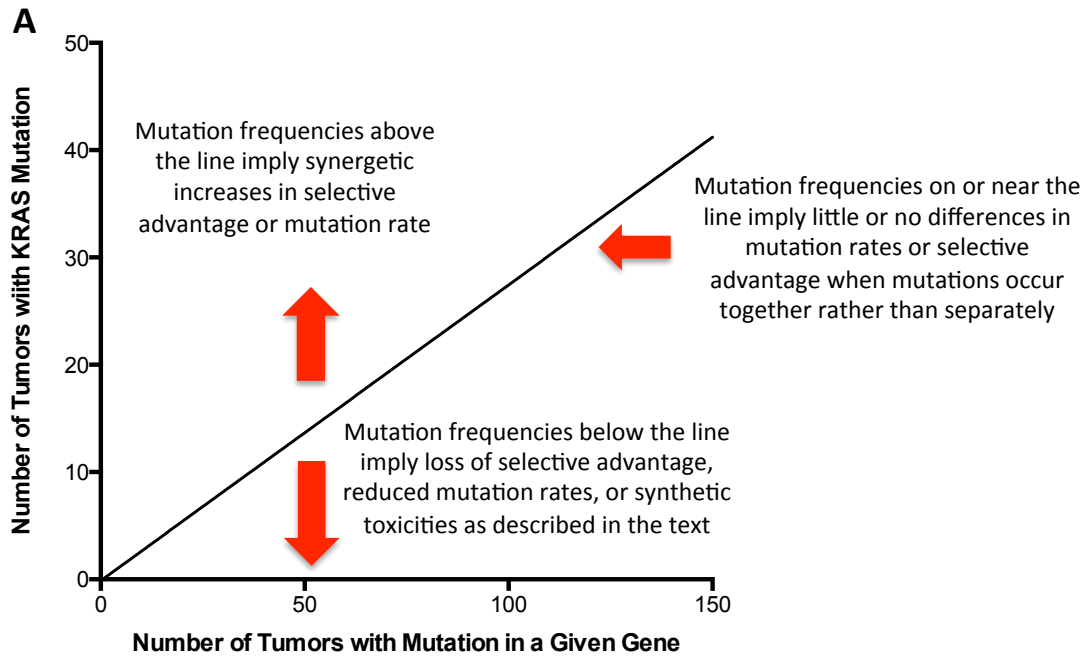 A
Number of Tumors with KRAS Mutation
50
40
30
20
10
0
Mutation frequencies above
the line imply synergetic
increases in selective
advantage or mutation rate
Mutation frequencies on or near the
line imply little or no differences in
mutation rates or selective
advantage when mutations occur
together rather than separately
Mutation frequencies below the line
imply loss of selective advantage,
reduced mutation rates, or synthetic
toxicities as described in the text
0
50
100
150
Number of Tumors with Mutation in a Given Gene